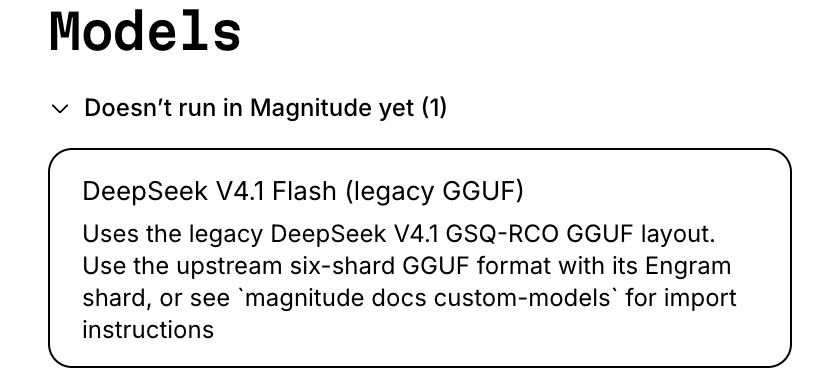 Models
Doesn’t run in Magnitude yet (1)
DeepSeek V4.1 Flash (legacy GGUF)
Uses the legacy DeepSeek V4.1 GSQ-RCO GGUF layout.
Use the upstream six-shard GGUF format with its Engram
shard, or see `magnitude docs custom-models` for import
instructions